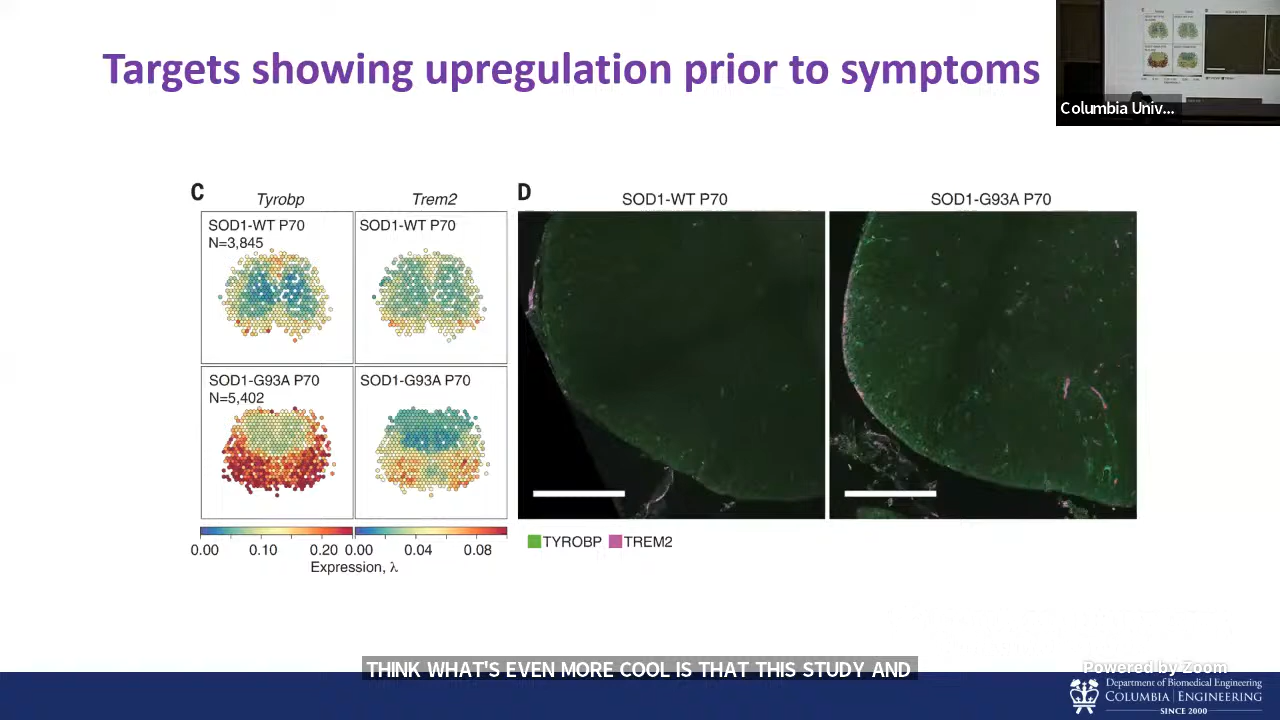 Targets showing upregulation prior to symptoms
Columbia Univ...
C
Tyrobp
Trem2
SOD1-WT P70
N=3,845
SOD1-WT P70
SOD1-G93A P70
N=5,402
SOD1-G93A P70
0.00 0.10 0.20
0.00 0.04 0.08
Expression, λ
D
SOD1-WT P70
SOD1-G93A P70
TYROBP TREM2
THINK WHAT'S EVEN MORE COOL IS THAT THIS STUDY AND
Powered by Zoom
Department of Biomedical Engineering
COLUMBIA | ENGINEERING
SINCE 2000